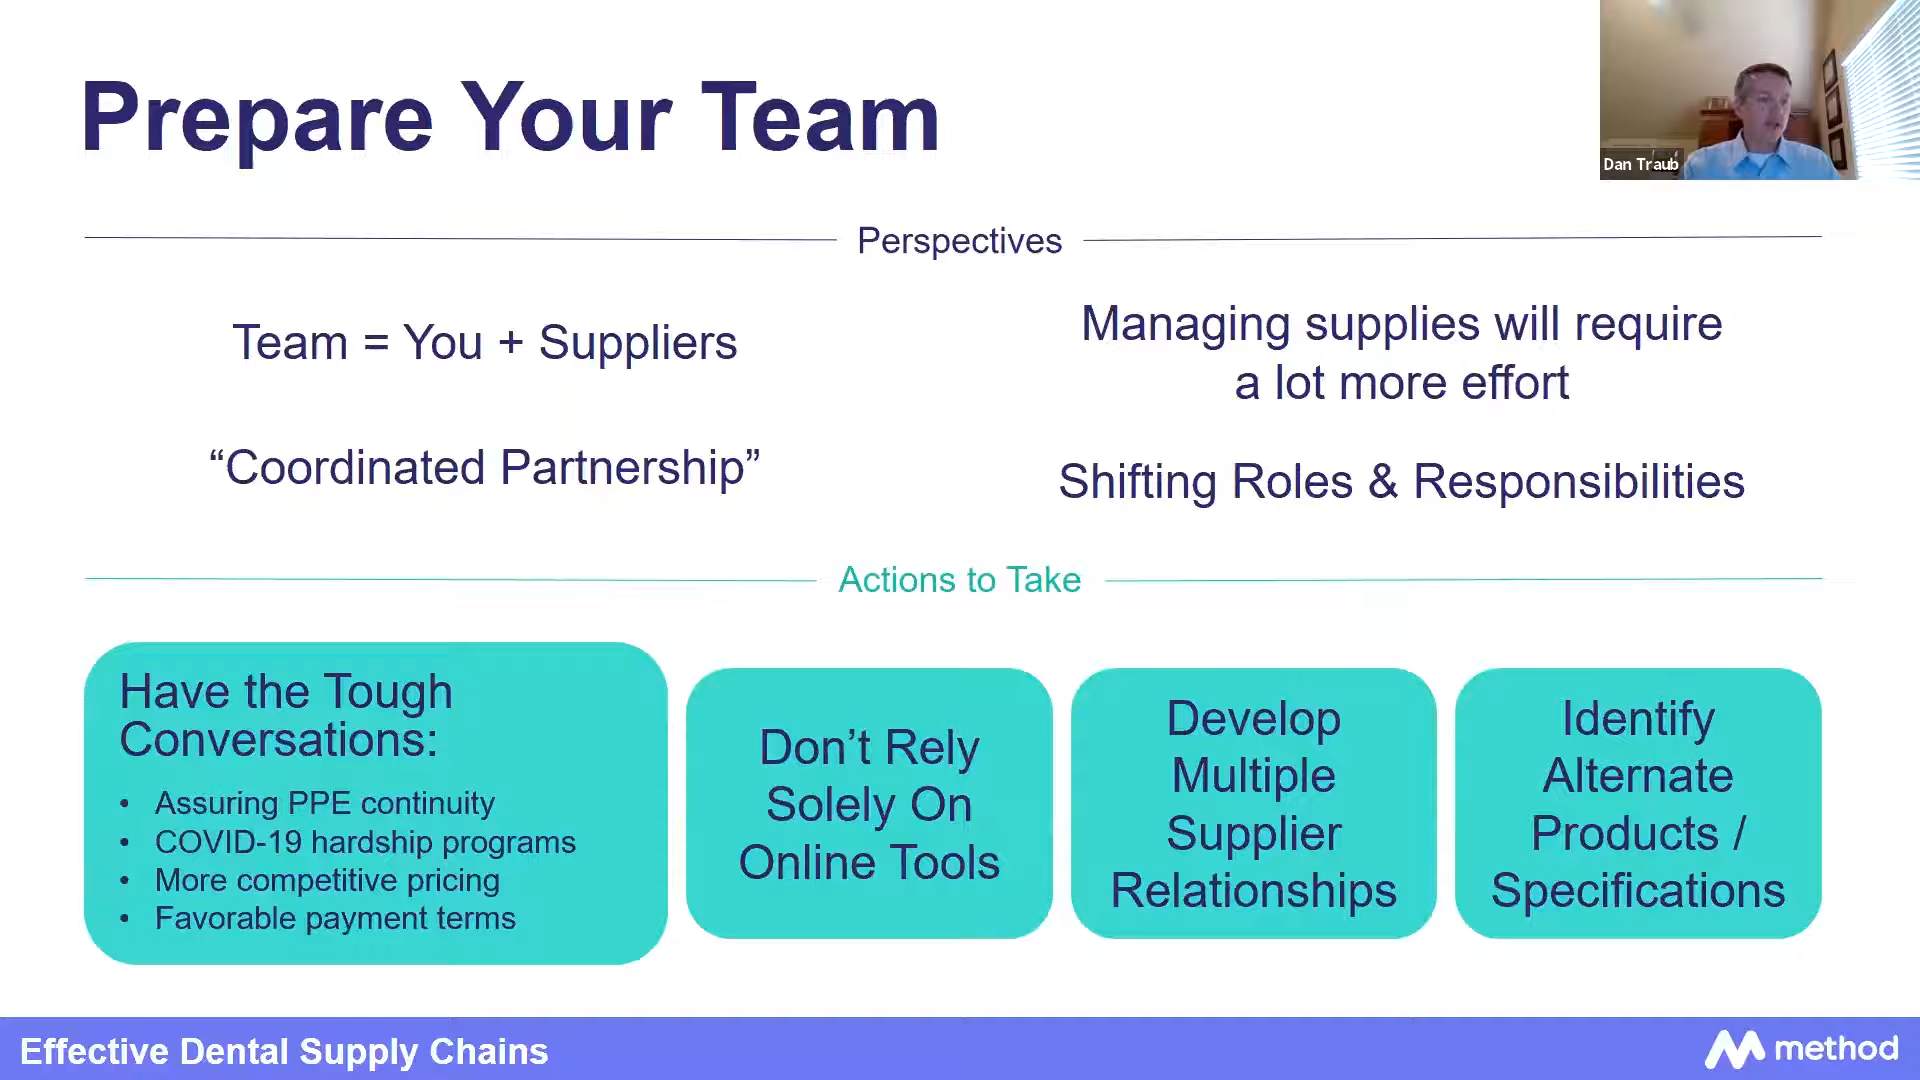 Prepare Your Team
Dan Traub
Perspectives
Team = You + Suppliers
“Coordinated Partnership”
Managing supplies will require
a lot more effort
Shifting Roles & Responsibilities
Actions to Take
Have the Tough
Conversations:
• Assuring PPE continuity
• COVID-19 hardship programs
• More competitive pricing
• Favorable payment terms
Don’t Rely
Solely On
Online Tools
Develop
Multiple
Supplier
Relationships
Identify
Alternate
Products /
Specifications
Effective Dental Supply Chains
method